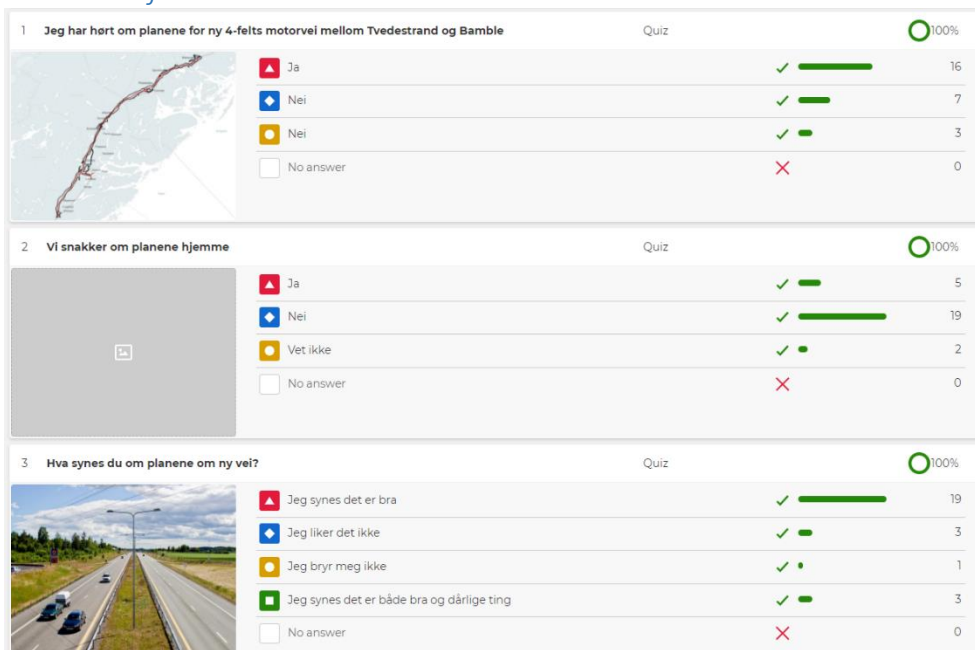 1 Jeg har hørt om planene for ny 4-felts motorvei mellom Tvedestrand og Bamble Quiz 100%
Ja 16
Nei 7
Nei 3
No answer 0
2 Vi snakker om planene hjemme Quiz 100%
Ja 5
Nei 19
Vet ikke 2
No answer 0
3 Hva synes du om planene om ny vei? Quiz 100%
Jeg synes det er bra 19
Jeg liker det ikke 3
Jeg bryr meg ikke 1
Jeg synes det er både bra og dårlige ting 3
No answer 0